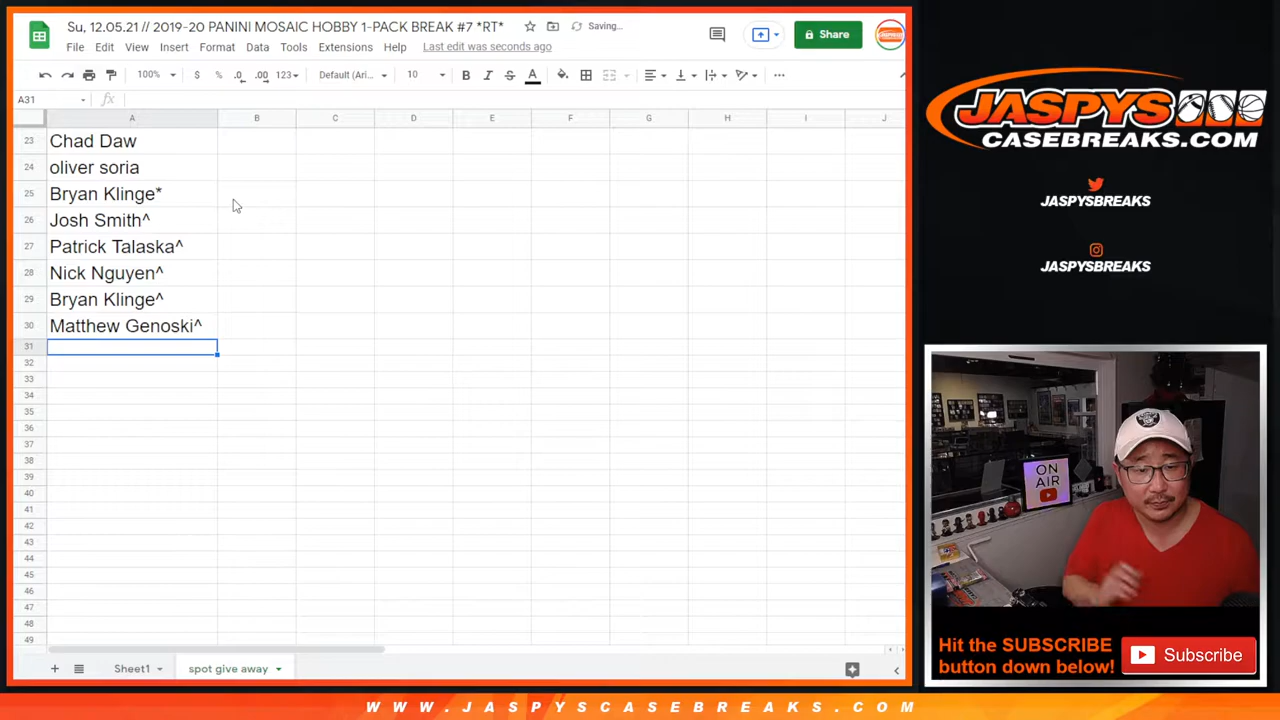 Su, 12.05.21 // 2019-20 PANINI MOSAIC HOBBY 1-PACK BREAK #7 *RT*
Saving...
Share
File Edit View Insert Format Data Tools Extensions Help Last edit was seconds ago
100% $ % .0 .00 123 Default (Ari... 10 B I S A
A31 fx
A B C D E F G H I J
23 Chad Daw
24 oliver soria
25 Bryan Klinge*
26 Josh Smith^
27 Patrick Talaska^
28 Nick Nguyen^
29 Bryan Klinge^
30 Matthew Genoski^
31
32
33
34
35
36
37
38
39
40
41
42
43
44
45
46
47
48
49
Sheet1 spot give away
JASPYS
CASEBREAKS.COM
JASPYSBREAKS
JASPYSBREAKS
ON
AIR
Hit the SUBSCRIBE
button down below!
Subscribe
WWW.JASPYSCASEBREAKS.COM